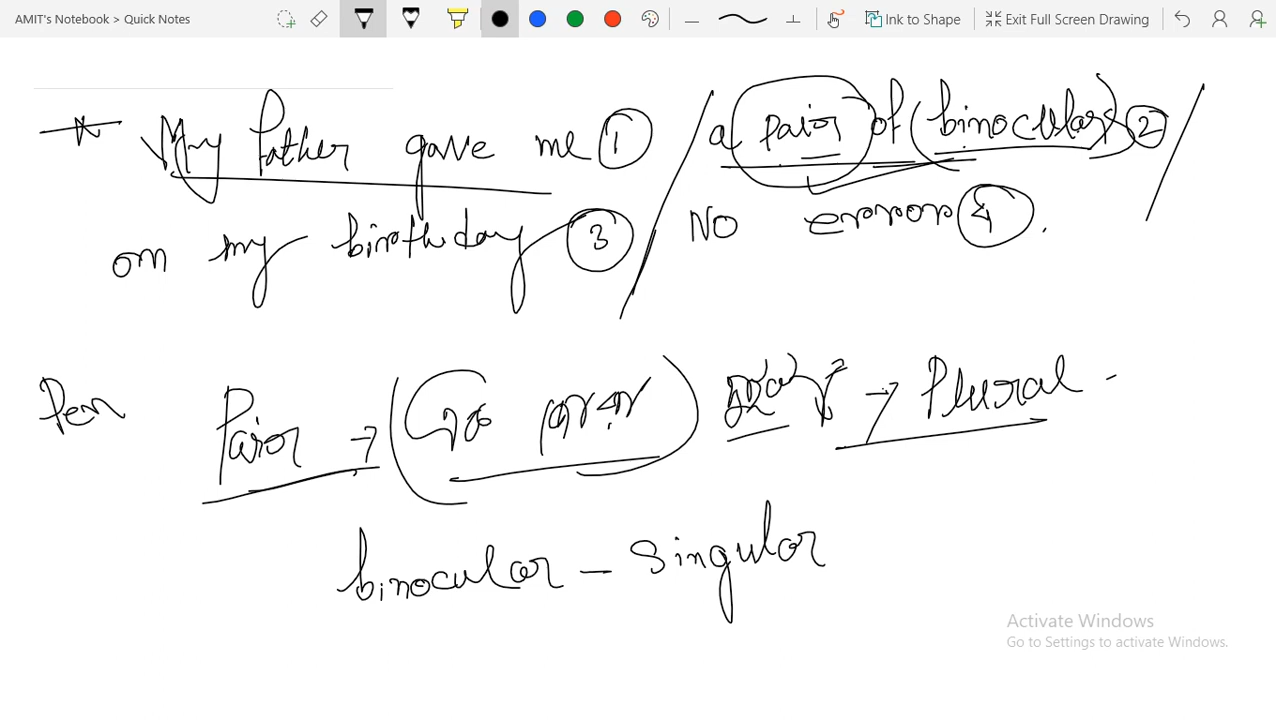 AMIT's Notebook > Quick Notes
Ink to Shape
Exit Full Screen Drawing
My father gave me ① / a pair of (binoculars) ② /
on my birthday ③ / No error ④.
Pen
Pair → → Plural
binocular - Singular
Activate Windows
Go to Settings to activate Windows.